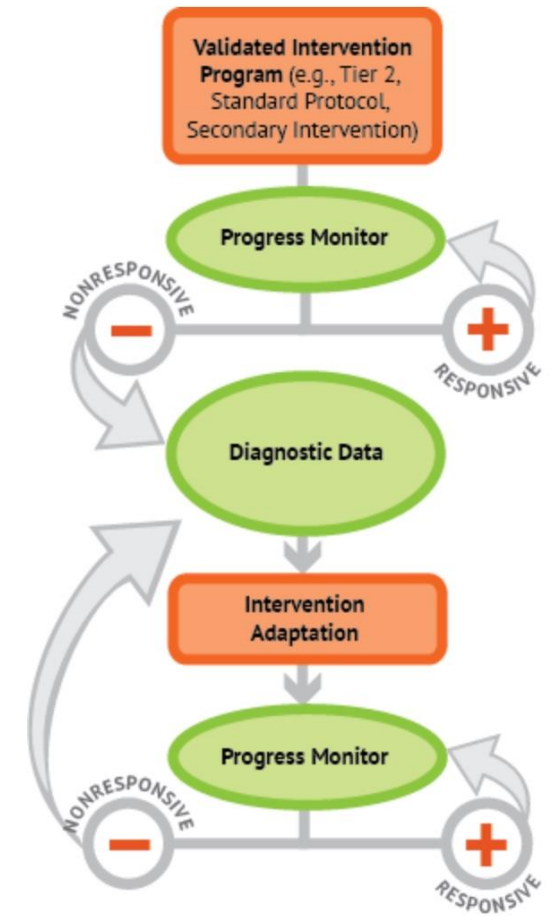 Validated Intervention
Program (e.g., Tier 2,
Standard Protocol,
Secondary Intervention)
Progress Monitor
NONRESPONSIVE
−
+
RESPONSIVE
Diagnostic Data
Intervention
Adaptation
Progress Monitor
NONRESPONSIVE
−
+
RESPONSIVE